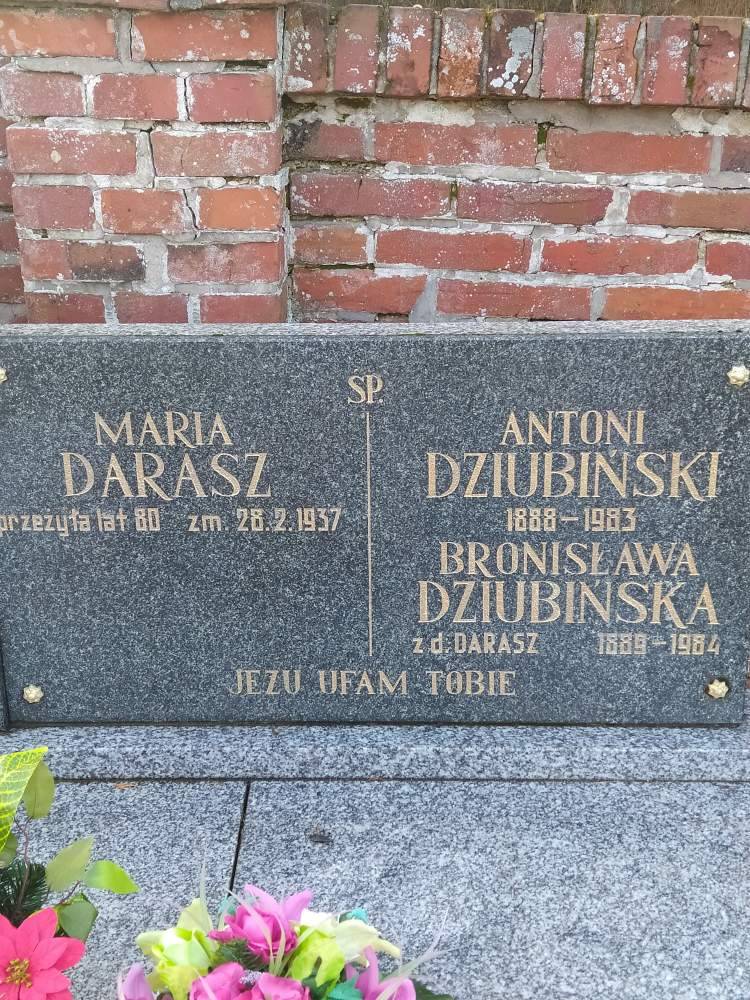 ŚP.
MARIA
DARASZ
przeżyła lat 80 zm. 28.2.1937
ANTONI
DZIUBIŃSKI
1888-1983
BRONISŁAWA
DZIUBIŃSKA
z d. DARASZ 1889-1984
JEZU UFAM TOBIE